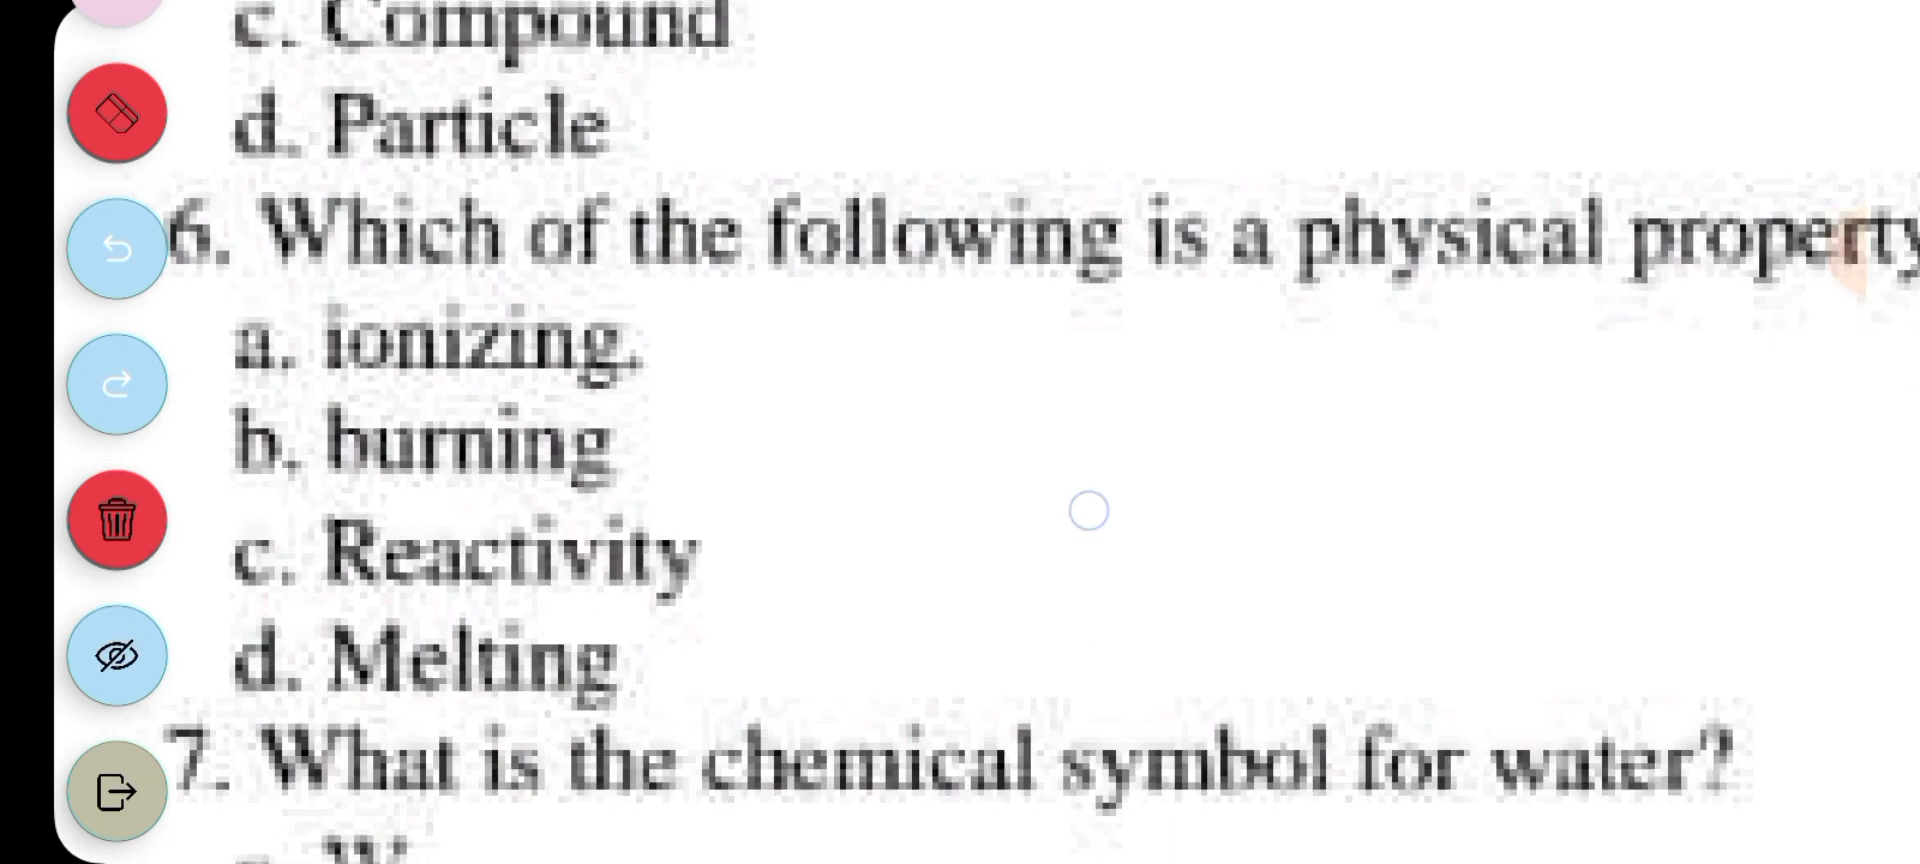 c. Compound
d. Particle
6. Which of the following is a physical property
a. ionizing.
b. burning
c. Reactivity
d. Melting
7. What is the chemical symbol for water?